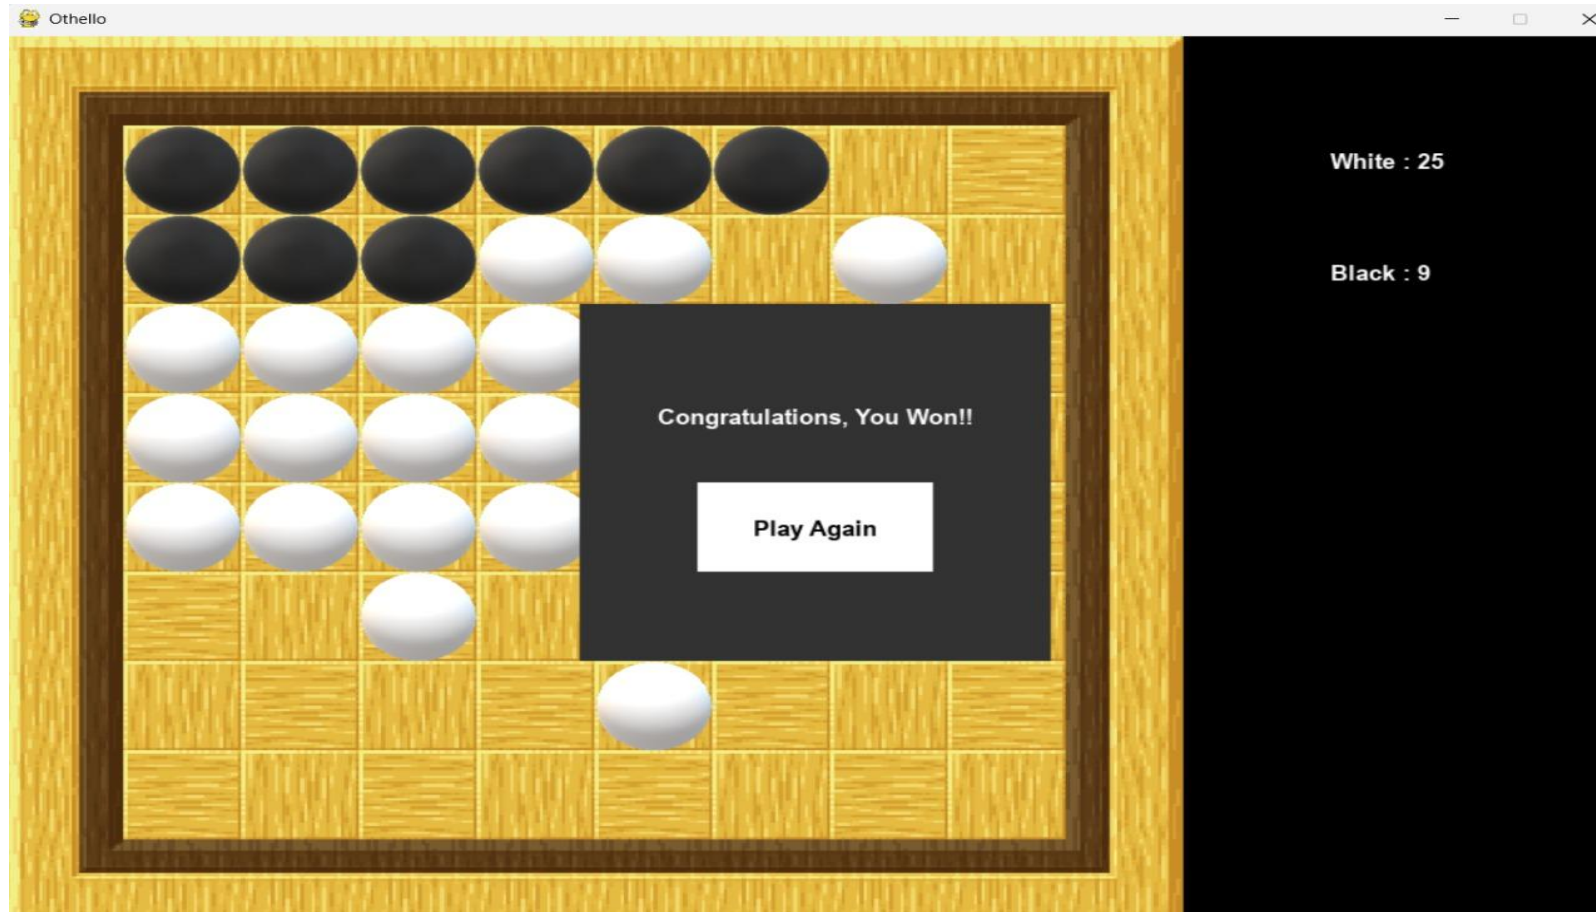 Othello
White : 25
Black : 9
Congratulations, You Won!!
Play Again